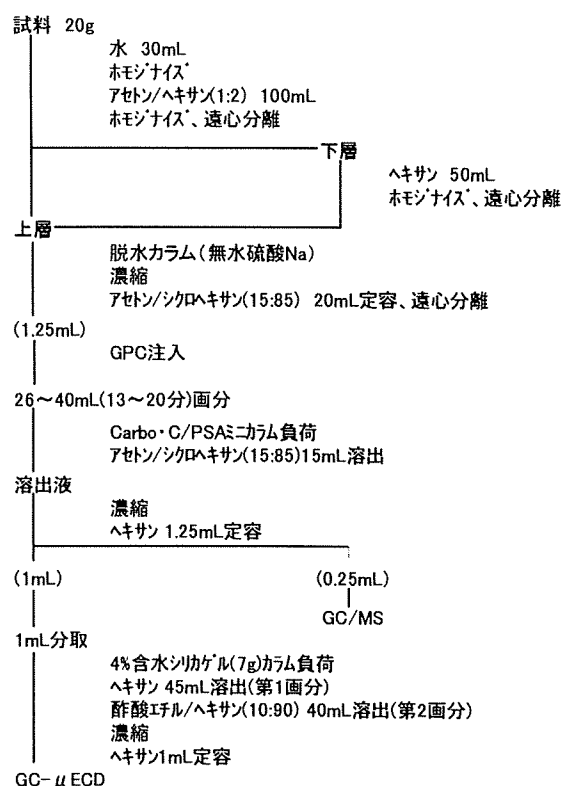 試料 20g
水 30mL
ホモジナイズ
アセトン/ヘキサン(1:2) 100mL
ホモジナイズ、遠心分離
下層
ヘキサン 50mL
ホモジナイズ、遠心分離
上層
脱水カラム(無水硫酸Na)
濃縮
アセトン/シクロヘキサン(15:85) 20mL定容、遠心分離
(1.25mL)
GPC注入
26～40mL(13～20分)画分
Carbo・C/PSAミニカラム負荷
アセトン/シクロヘキサン(15:85)15mL溶出
溶出液
濃縮
ヘキサン 1.25mL定容
(1mL)
(0.25mL)
GC/MS
1mL分取
4%含水シリカゲル(7g)カラム負荷
ヘキサン 45mL溶出(第1画分)
酢酸エチル/ヘキサン(10:90) 40mL溶出(第2画分)
濃縮
ヘキサン1mL定容
GC-μECD